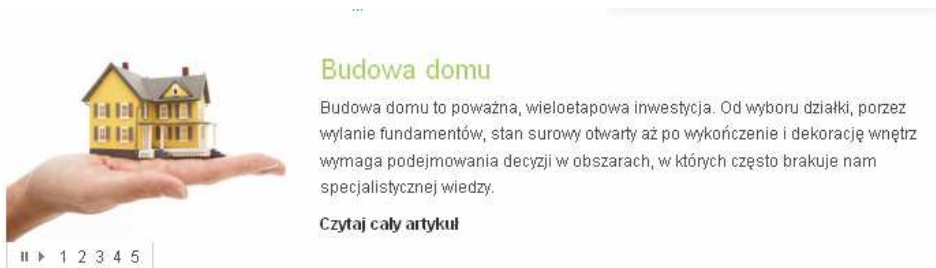 ...
Budowa domu
Budowa domu to poważna, wieloetapowa inwestycja. Od wyboru działki, porzez
wylanie fundamentów, stan surowy otwarty aż po wykończenie i dekorację wnętrz
wymaga podejmowania decyzji w obszarach, w których często brakuje nam
specjalistycznej wiedzy.
Czytaj cały artykuł
1 2 3 4 5